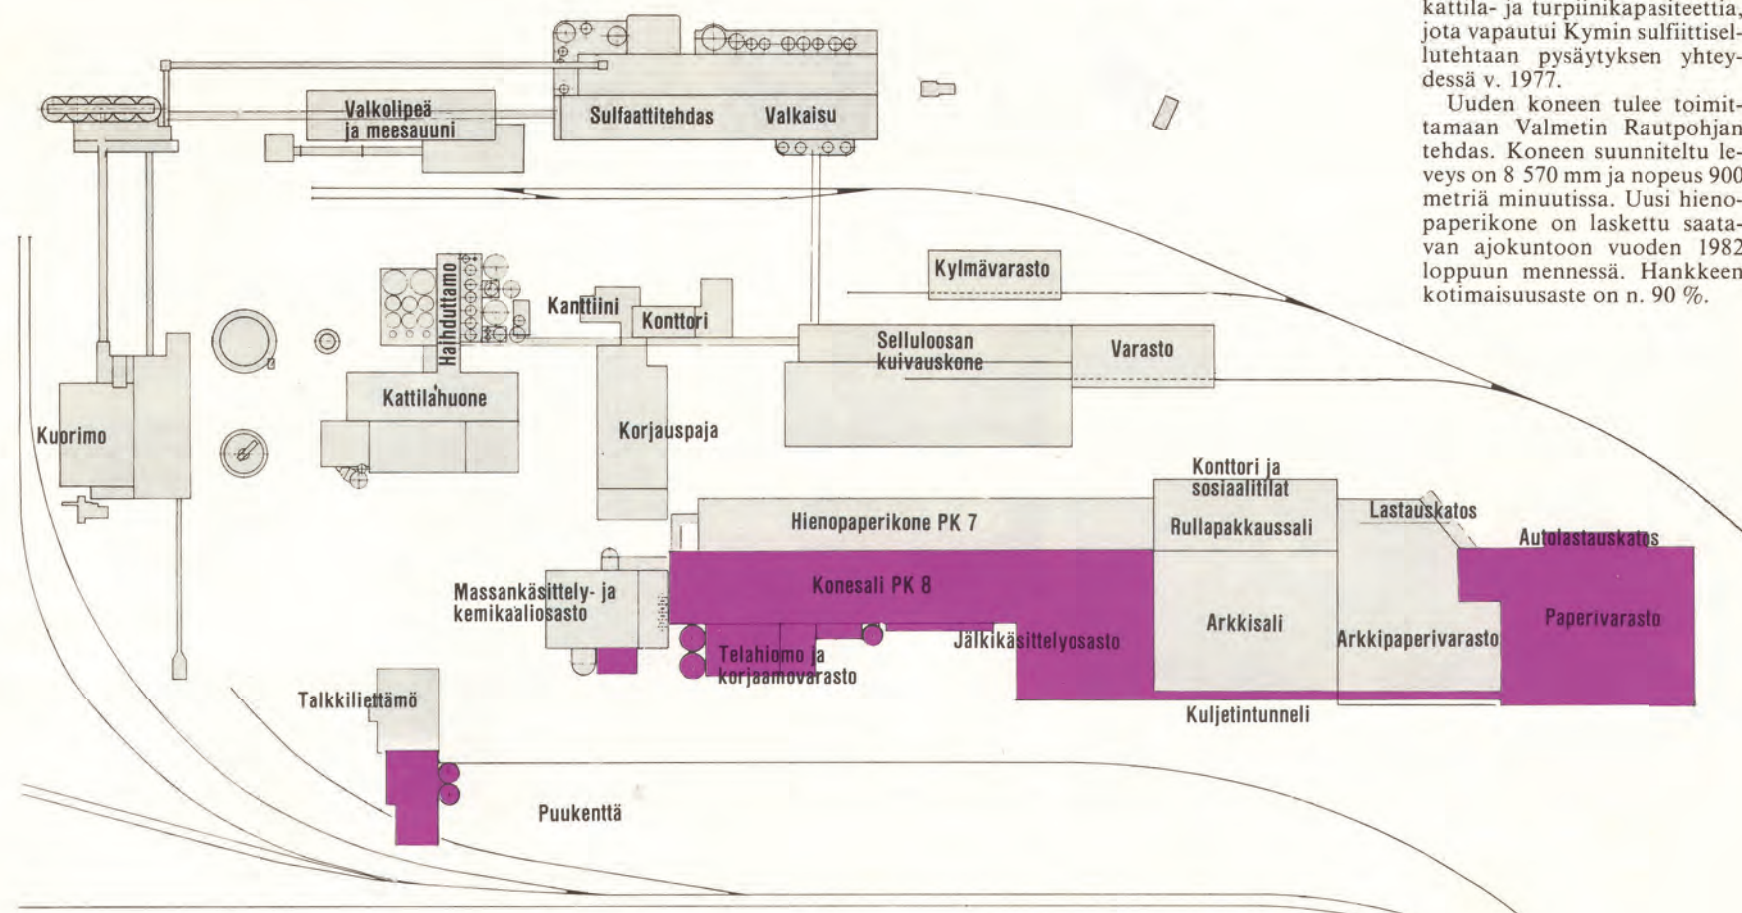 kattila- ja turpiinikapasiteettia,
jota vapautui Kymin sulfiittisel-
lutehtaan pysäytyksen yhtey-
dessä v. 1977.
Uuden koneen tulee toimit-
tamaan Valmetin Rautpohjan
tehdas. Koneen suunniteltu le-
veys on 8 570 mm ja nopeus 900
metriä minuutissa. Uusi hieno-
paperikone on laskettu saata-
van ajokuntoon vuoden 1982
loppuun mennessä. Hankkeen
kotimaisuusaste on n. 90 %.
Valkolipeä
ja meesauuni
Sulfaattitehdas
Valkaisu
Haihduttamo
Kanttiini
Konttori
Kylmävarasto
Selluloosan
kuivauskone
Varasto
Kattilahuone
Kuorimo
Korjauspaja
Konttori ja
sosiaalitilat
Hienopaperikone PK 7
Rullapakkaussali
Lastauskatos
Autolastauskatos
Massankäsittely- ja
kemikaaliosasto
Konesali PK 8
Telahiomo ja
korjaamovarasto
Jälkikäsittelyosasto
Arkkisali
Arkkipaperivarasto
Paperivarasto
Talkkiliettämö
Kuljetintunneli
Puukenttä